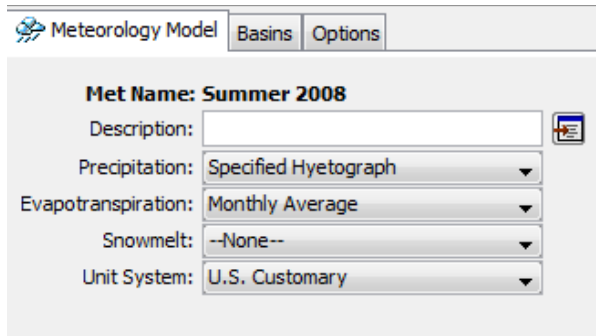 Meteorology Model Basins Options
Met Name: Summer 2008
Description:
Precipitation: Specified Hyetograph
Evapotranspiration: Monthly Average
Snowmelt: --None--
Unit System: U.S. Customary